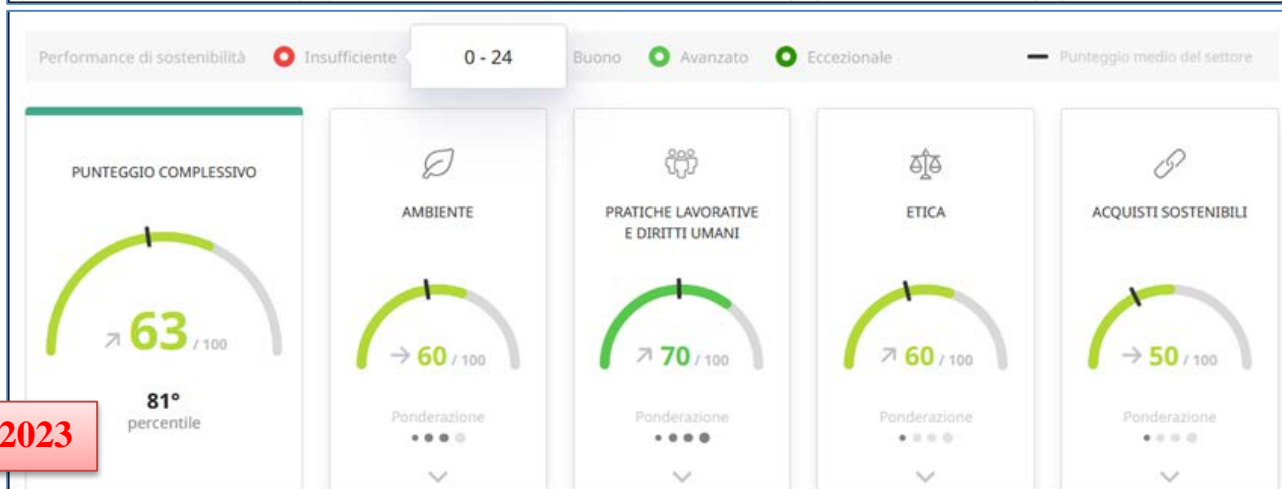 Performance di sostenibilità Insufficiente 0 - 24 Buono Avanzato Eccezionale Punteggio medio del settore
PUNTEGGIO COMPLESSIVO
63 / 100
81°
percentile
2023
AMBIENTE
60 / 100
Ponderazione
PRATICHE LAVORATIVE
E DIRITTI UMANI
70 / 100
Ponderazione
ETICA
60 / 100
Ponderazione
ACQUISTI SOSTENIBILI
50 / 100
Ponderazione